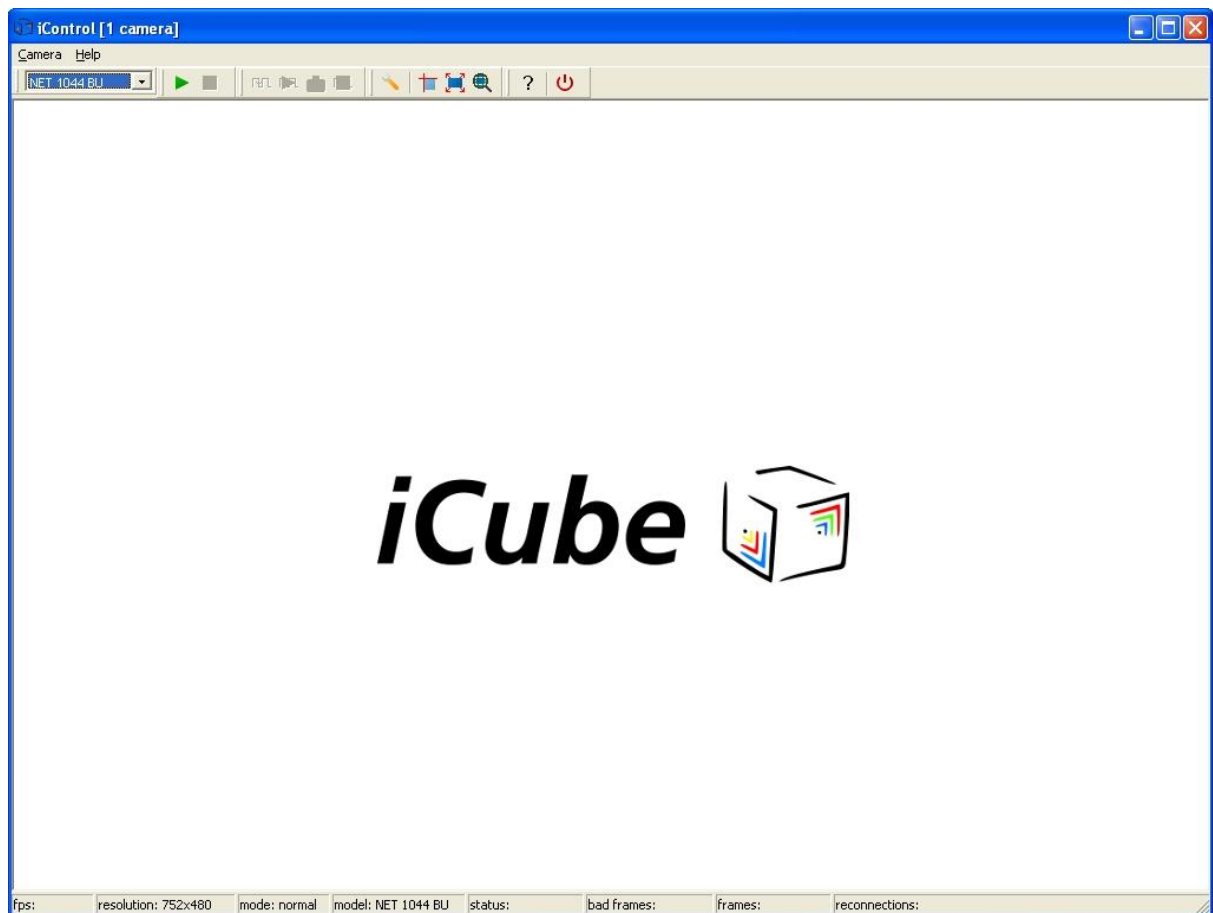 iControl [1 camera]
Camera Help
NET 1044 BU
?
iCube
fps: resolution: 752x480 mode: normal model: NET 1044 BU status: bad frames: frames: reconnections: